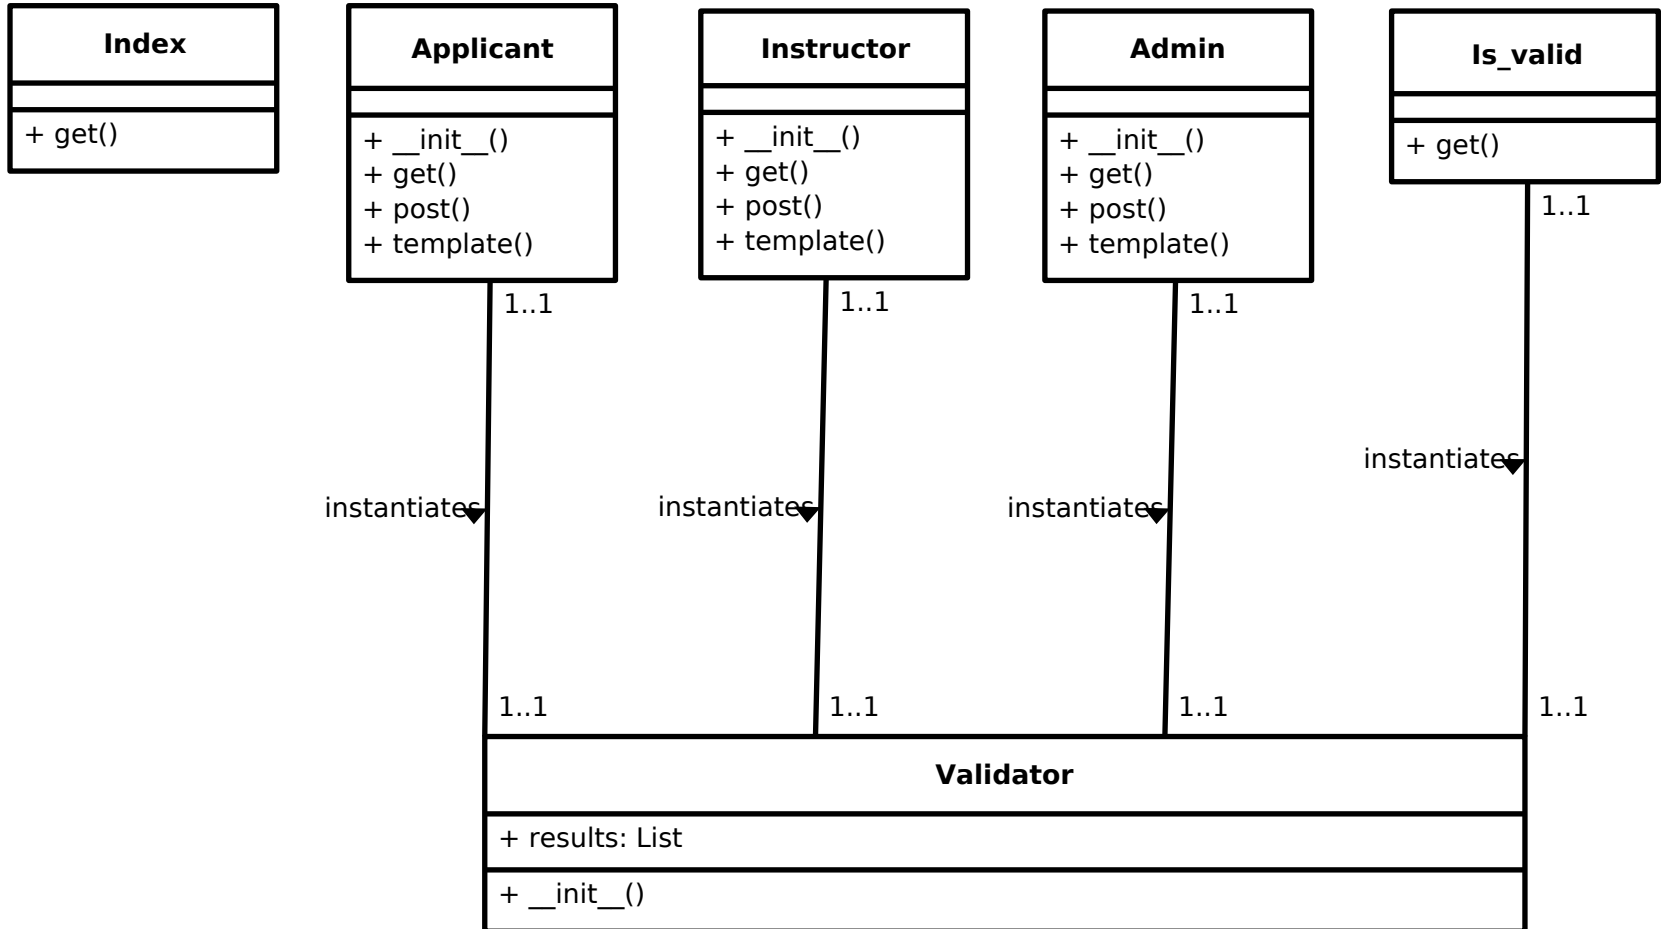 Index
+ get()
Applicant
+ __init__()
+ get()
+ post()
+ template()
Instructor
+ __init__()
+ get()
+ post()
+ template()
Admin
+ __init__()
+ get()
+ post()
+ template()
Is_valid
+ get()
1..1
1..1
1..1
1..1
instantiates
instantiates
instantiates
instantiates
1..1
1..1
1..1
1..1
Validator
+ results: List
+ __init__()